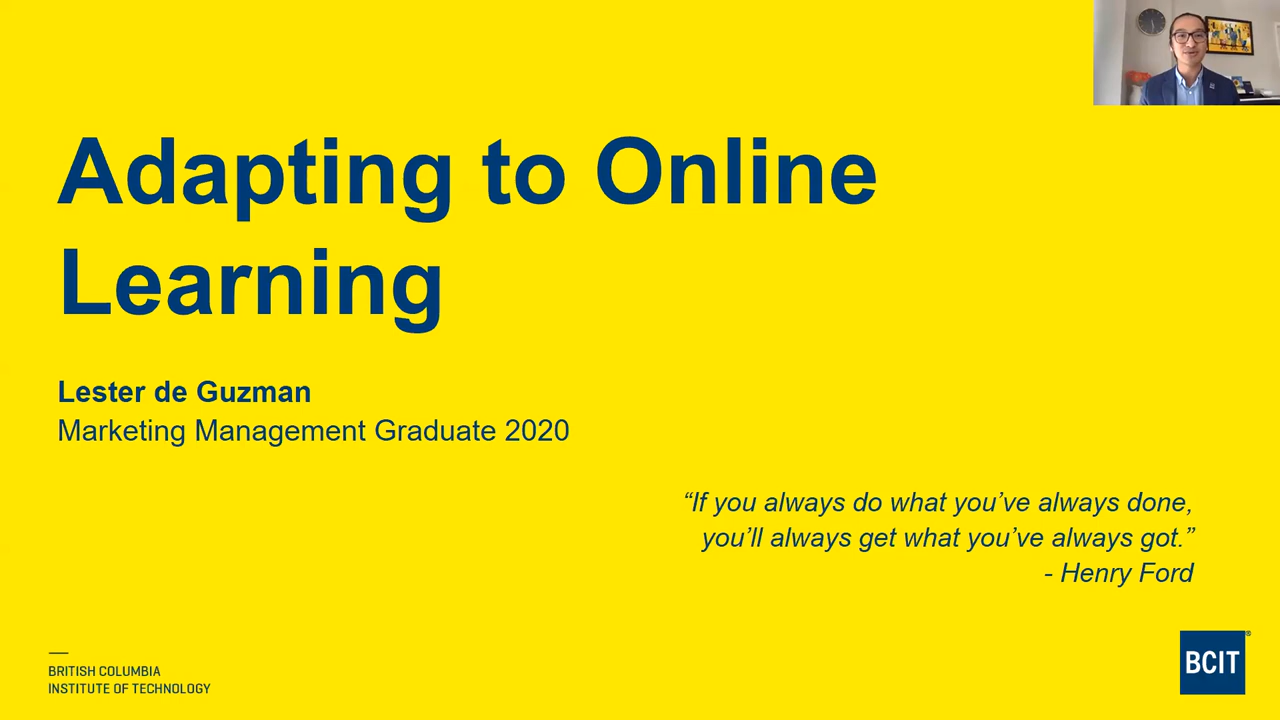 Adapting to Online
Learning
Lester de Guzman
Marketing Management Graduate 2020
“If you always do what you’ve always done,
you’ll always get what you’ve always got.”
- Henry Ford
BRITISH COLUMBIA
INSTITUTE OF TECHNOLOGY
BCIT®